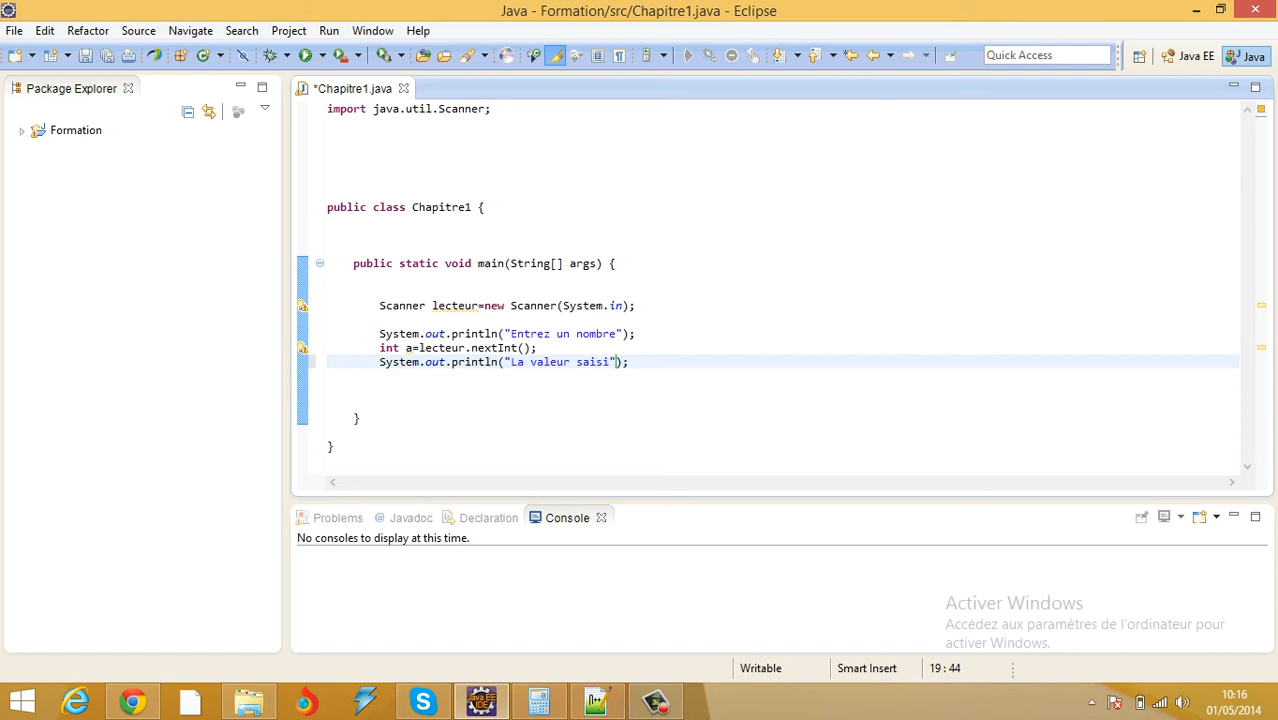 Java - Formation/src/Chapitre1.java - Eclipse
File Edit Refactor Source Navigate Search Project Run Window Help
Quick Access
Java EE
Java
Package Explorer
*Chapitre1.java
Formation
import java.util.Scanner;
public class Chapitre1 {
public static void main(String[] args) {
Scanner lecteur=new Scanner(System.in);
System.out.println("Entrez un nombre");
int a=lecteur.nextInt();
System.out.println("La valeur saisi");
}
}
Problems @ Javadoc Declaration Console
No consoles to display at this time.
Activer Windows
Accédez aux paramètres de l'ordinateur pour
activer Windows.
Writable
Smart Insert
19 : 44
Java EE
IDE
10:16
01/05/2014